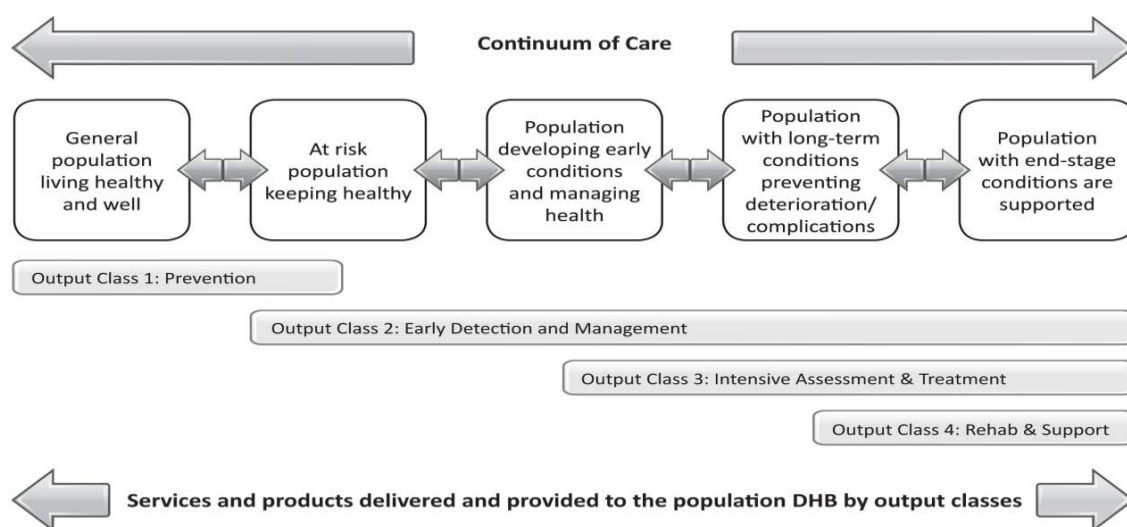 Continuum of Care
General
population
living healthy
and well
At risk
population
keeping healthy
Population
developing early
conditions
and managing
health
Population
with long-term
conditions
preventing
deterioration/
complications
Population
with end-stage
conditions are
supported
Output Class 1: Prevention
Output Class 2: Early Detection and Management
Output Class 3: Intensive Assessment & Treatment
Output Class 4: Rehab & Support
Services and products delivered and provided to the population DHB by output classes